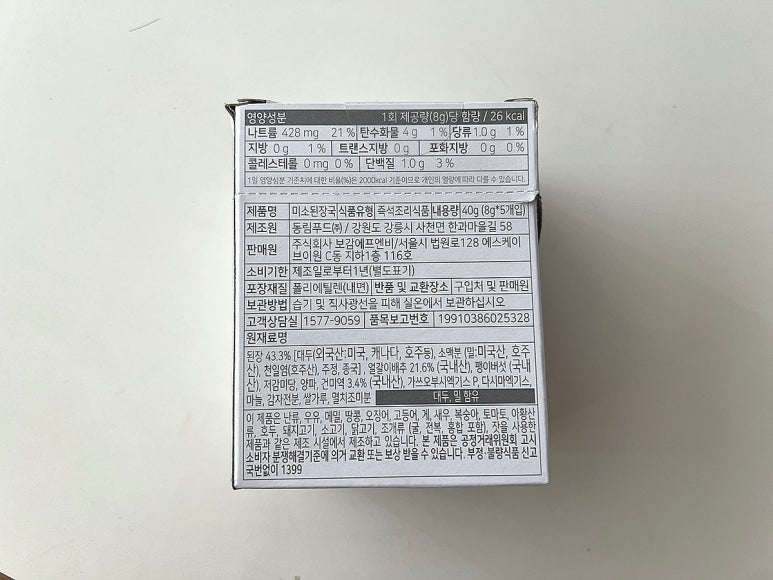 영양성분 1회 제공량(8g)당 함량 / 26 kcal
나트륨 428 mg 21 % 탄수화물 4 g 1 % 당류 1.0 g 1 %
지방 0 g 1 % 트랜스지방 0 g 포화지방 0 g 0 %
콜레스테롤 0 mg 0 % 단백질 1.0 g 3 %
1일 영양성분 기준치에 대한 비율(%)은 2000kcal 기준이므로 개인의 열량에 따라 다를 수 있습니다.
제품명 미소된장국 식품유형 즉석조리식품 내용량 40g (8g*5개입)
제조원 동림푸드㈜ / 강원도 강릉시 사천면 한과마을길 58
판매원 주식회사 보감에프엔비/서울시 법원로128 에스케이
브이원 C동 지하1층 116호
소비기한 제조일로부터1년(별도표기)
포장재질 폴리에틸렌(내면) 반품 및 교환장소 구입처 및 판매원
보관방법 습기 및 직사광선을 피해 실온에서 보관하십시오
고객상담실 1577-9059 품목보고번호 19910386025328
원재료명
된장 43.3% [대두(외국산:미국, 캐나다, 호주등), 소맥분 (밀:미국산, 호주
산), 천일염(호주산), 주정, 종국] , 얼갈이배추 21.6% (국내산), 팽이버섯 (국내
산), 저감미당, 양파, 건미역 3.4% (국내산), 가쓰오부시엑기스 P, 다시마엑기스,
마늘, 감자전분, 쌀가루, 멸치조미분 대두, 밀 함유
이 제품은 난류, 우유, 메밀, 땅콩, 오징어, 고등어, 게, 새우, 복숭아, 토마토, 아황산
류, 호두, 돼지고기, 소고기, 닭고기, 조개류 (굴, 전복, 홍합 포함), 잣을 사용한
제품과 같은 제조 시설에서 제조하고 있습니다. 본 제품은 공정거래위원회 고시
소비자 분쟁해결기준에 의거 교환 또는 보상 받을 수 있습니다. 부정·불량식품 신고
국번없이 1399